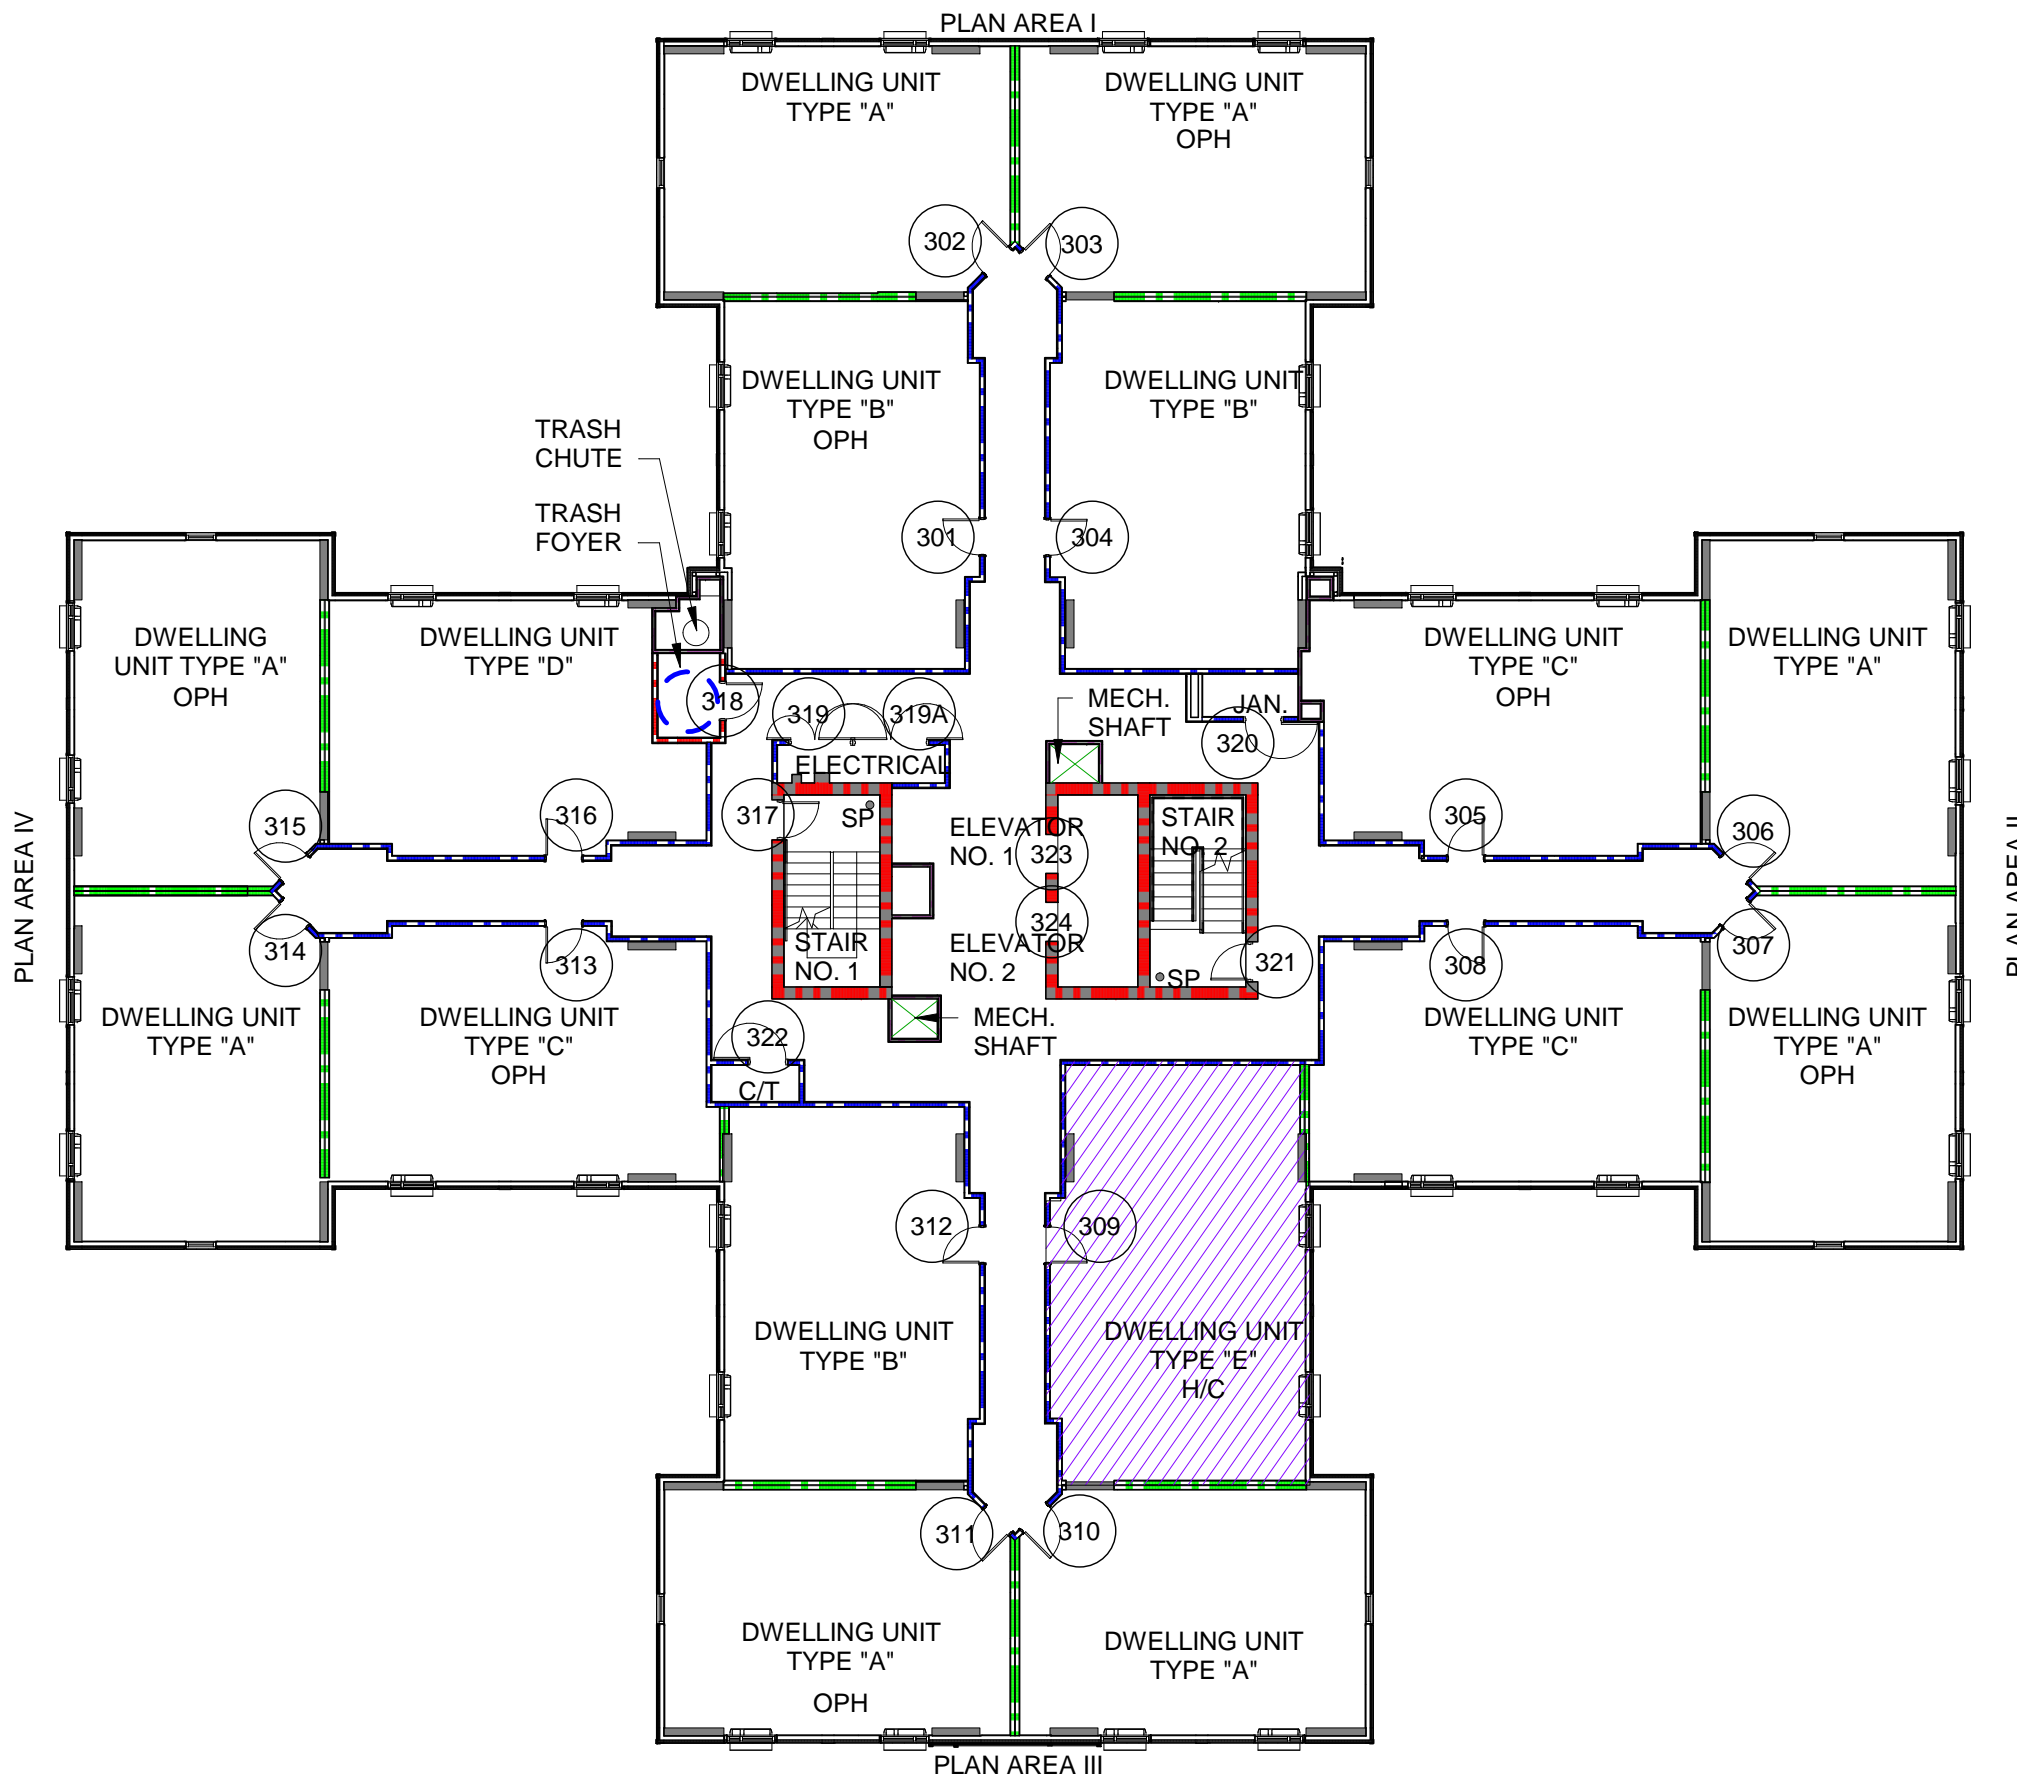 PLAN AREA I
DWELLING UNIT
TYPE "A"
DWELLING UNIT
TYPE "A"
OPH
302
303
DWELLING UNIT
TYPE "B"
OPH
DWELLING UNIT
TYPE "B"
TRASH
CHUTE
TRASH
FOYER
301
304
DWELLING
UNIT TYPE "A"
OPH
DWELLING UNIT
TYPE "D"
DWELLING UNIT
TYPE "C"
OPH
DWELLING UNIT
TYPE "A"
318
319
319A
MECH.
SHAFT
JAN.
320
ELECTRICAL
317
SP
ELEVATOR
NO. 1
323
STAIR
NO. 2
315
316
305
306
PLAN AREA IV
PLAN AREA II
314
313
STAIR
NO. 1
324
ELEVATOR
NO. 2
SP
321
308
307
DWELLING UNIT
TYPE "A"
DWELLING UNIT
TYPE "C"
OPH
322
C/T
MECH.
SHAFT
DWELLING UNIT
TYPE "C"
DWELLING UNIT
TYPE "A"
OPH
312
309
DWELLING UNIT
TYPE "B"
DWELLING UNIT
TYPE "E"
H/C
311
310
DWELLING UNIT
TYPE "A"
OPH
DWELLING UNIT
TYPE "A"
PLAN AREA III